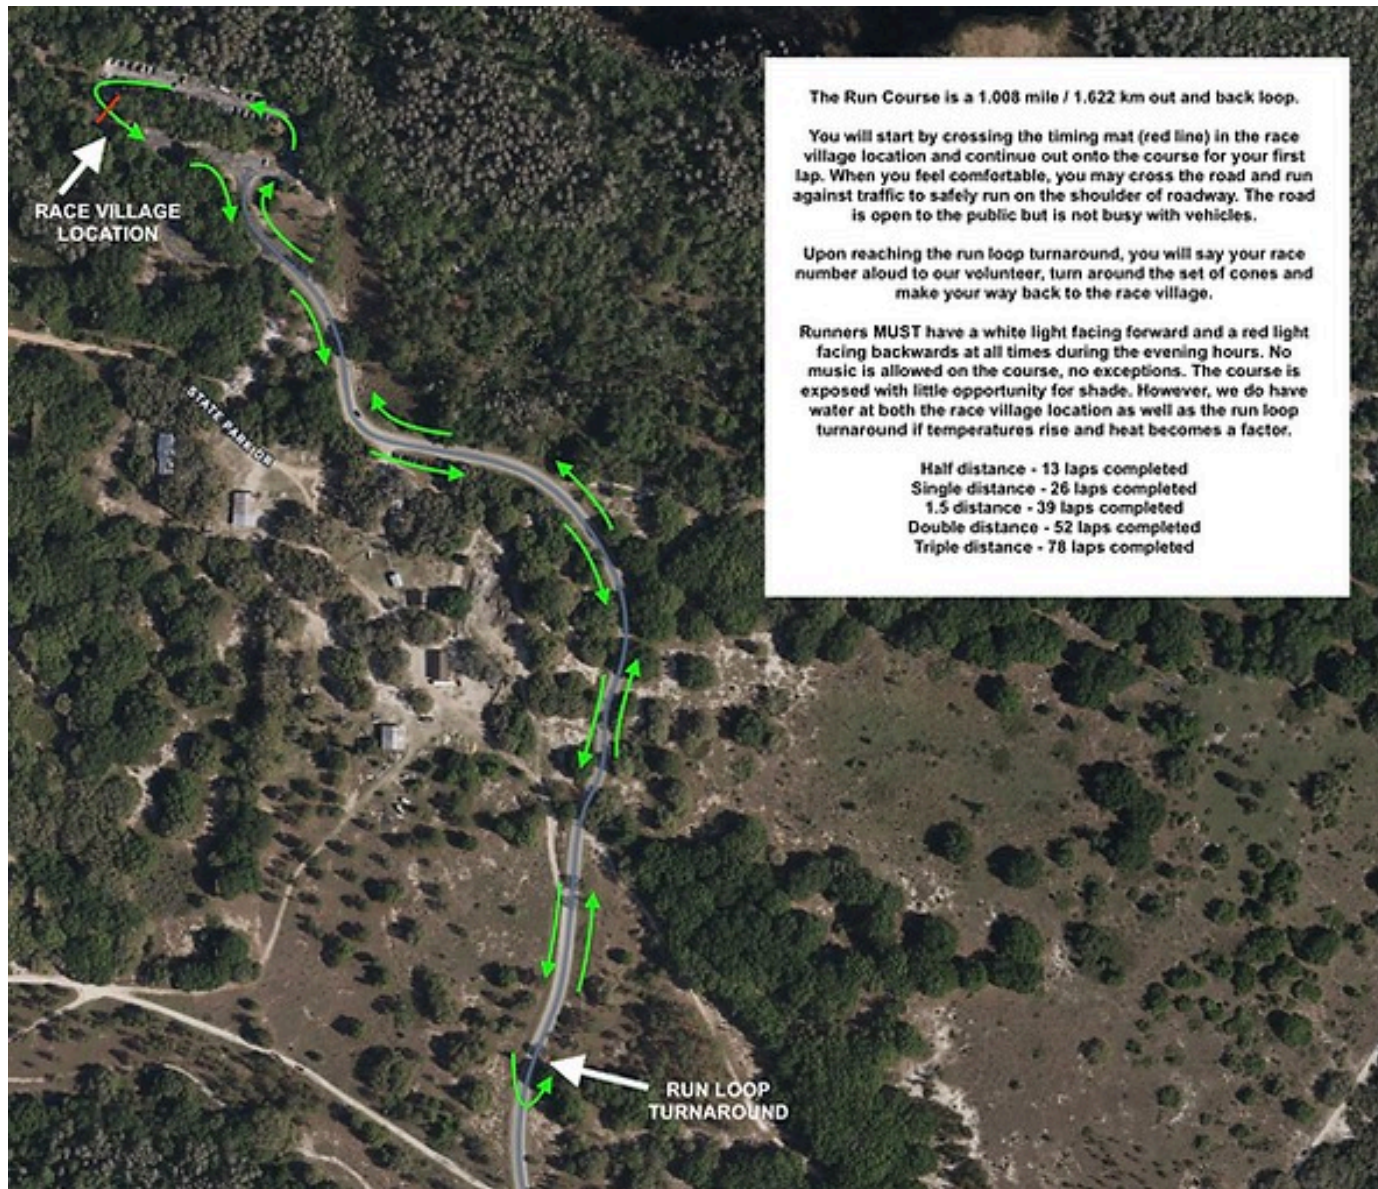 The Run Course is a 1.008 mile / 1.622 km out and back loop.
You will start by crossing the timing mat (red line) in the race
village location and continue out onto the course for your first
lap. When you feel comfortable, you may cross the road and run
against traffic to safely run on the shoulder of roadway. The road
is open to the public but is not busy with vehicles.
Upon reaching the run loop turnaround, you will say your race
number aloud to our volunteer, turn around the set of cones and
make your way back to the race village.
Runners MUST have a white light facing forward and a red light
facing backwards at all times during the evening hours. No
music is allowed on the course, no exceptions. The course is
exposed with little opportunity for shade. However, we do have
water at both the race village location as well as the run loop
turnaround if temperatures rise and heat becomes a factor.
Half distance - 13 laps completed
Single distance - 26 laps completed
1.5 distance - 39 laps completed
Double distance - 52 laps completed
Triple distance - 78 laps completed
RACE VILLAGE
LOCATION
STATE PARK DR
RUN LOOP
TURNAROUND